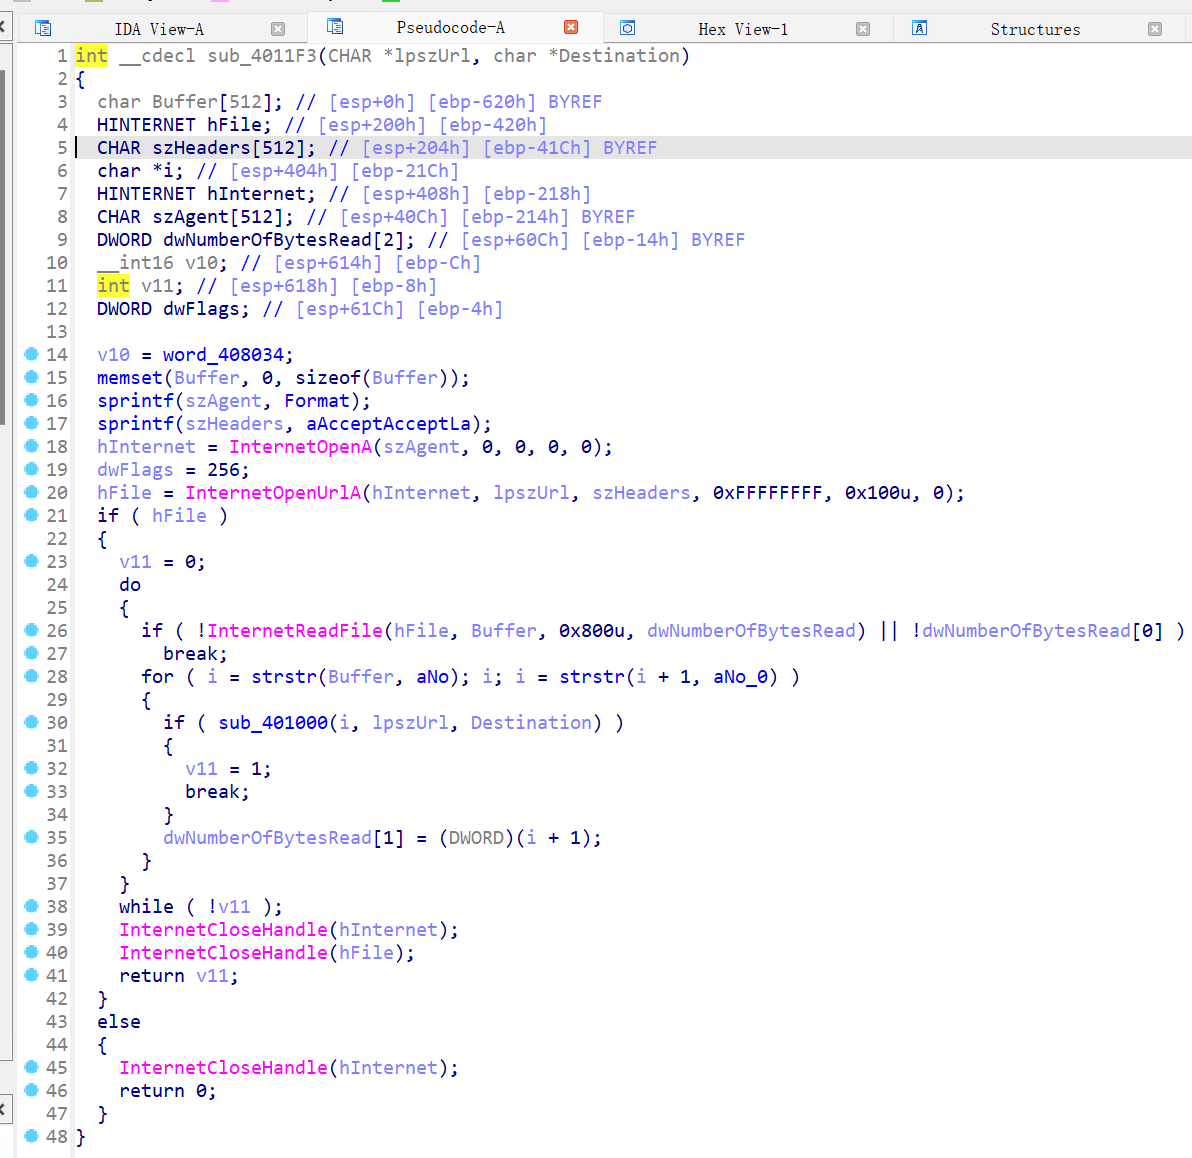 IDA View-A Pseudocode-A Hex View-1 Structures
1 int __cdecl sub_4011F3(CHAR *lpszUrl, char *Destination)
2 {
3   char Buffer[512]; // [esp+0h] [ebp-620h] BYREF
4   HINTERNET hFile; // [esp+200h] [ebp-420h]
5   CHAR szHeaders[512]; // [esp+204h] [ebp-41Ch] BYREF
6   char *i; // [esp+404h] [ebp-21Ch]
7   HINTERNET hInternet; // [esp+408h] [ebp-218h]
8   CHAR szAgent[512]; // [esp+40Ch] [ebp-214h] BYREF
9   DWORD dwNumberOfBytesRead[2]; // [esp+60Ch] [ebp-14h] BYREF
10   __int16 v10; // [esp+614h] [ebp-Ch]
11   int v11; // [esp+618h] [ebp-8h]
12   DWORD dwFlags; // [esp+61Ch] [ebp-4h]
13
14   v10 = word_408034;
15   memset(Buffer, 0, sizeof(Buffer));
16   sprintf(szAgent, Format);
17   sprintf(szHeaders, aAcceptAcceptLa);
18   hInternet = InternetOpenA(szAgent, 0, 0, 0, 0);
19   dwFlags = 256;
20   hFile = InternetOpenUrlA(hInternet, lpszUrl, szHeaders, 0xFFFFFFFF, 0x100u, 0);
21   if ( hFile )
22   {
23     v11 = 0;
24     do
25     {
26       if ( !InternetReadFile(hFile, Buffer, 0x800u, dwNumberOfBytesRead) || !dwNumberOfBytesRead[0] )
27         break;
28       for ( i = strstr(Buffer, aNo); i; i = strstr(i + 1, aNo_0) )
29       {
30         if ( sub_401000(i, lpszUrl, Destination) )
31         {
32           v11 = 1;
33           break;
34         }
35         dwNumberOfBytesRead[1] = (DWORD)(i + 1);
36       }
37     }
38     while ( !v11 );
39     InternetCloseHandle(hInternet);
40     InternetCloseHandle(hFile);
41     return v11;
42   }
43   else
44   {
45     InternetCloseHandle(hInternet);
46     return 0;
47   }
48 }